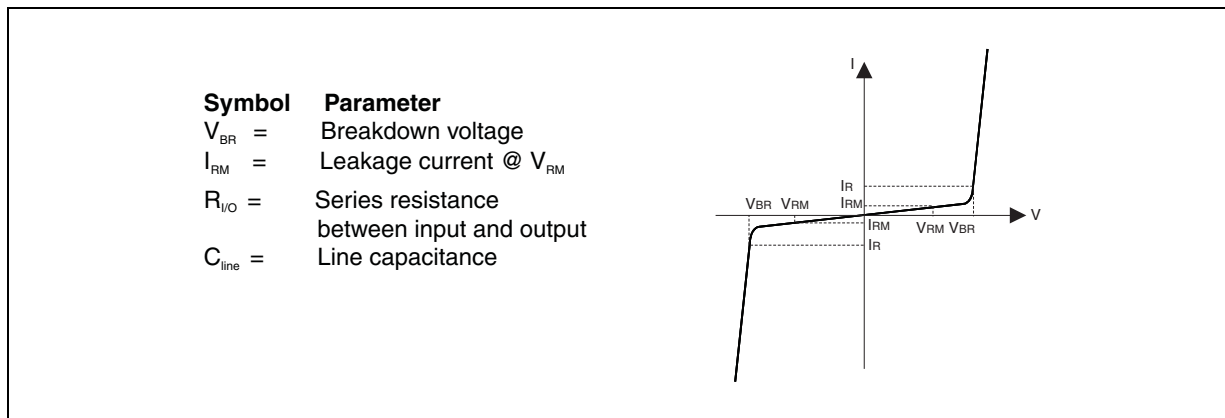 Symbol Parameter
VBR = Breakdown voltage
IRM = Leakage current @ VRM
RI/O = Series resistance
between input and output
Cline = Line capacitance
I
IR
VBR VRM IRM
V
IRM VRM VBR
IR